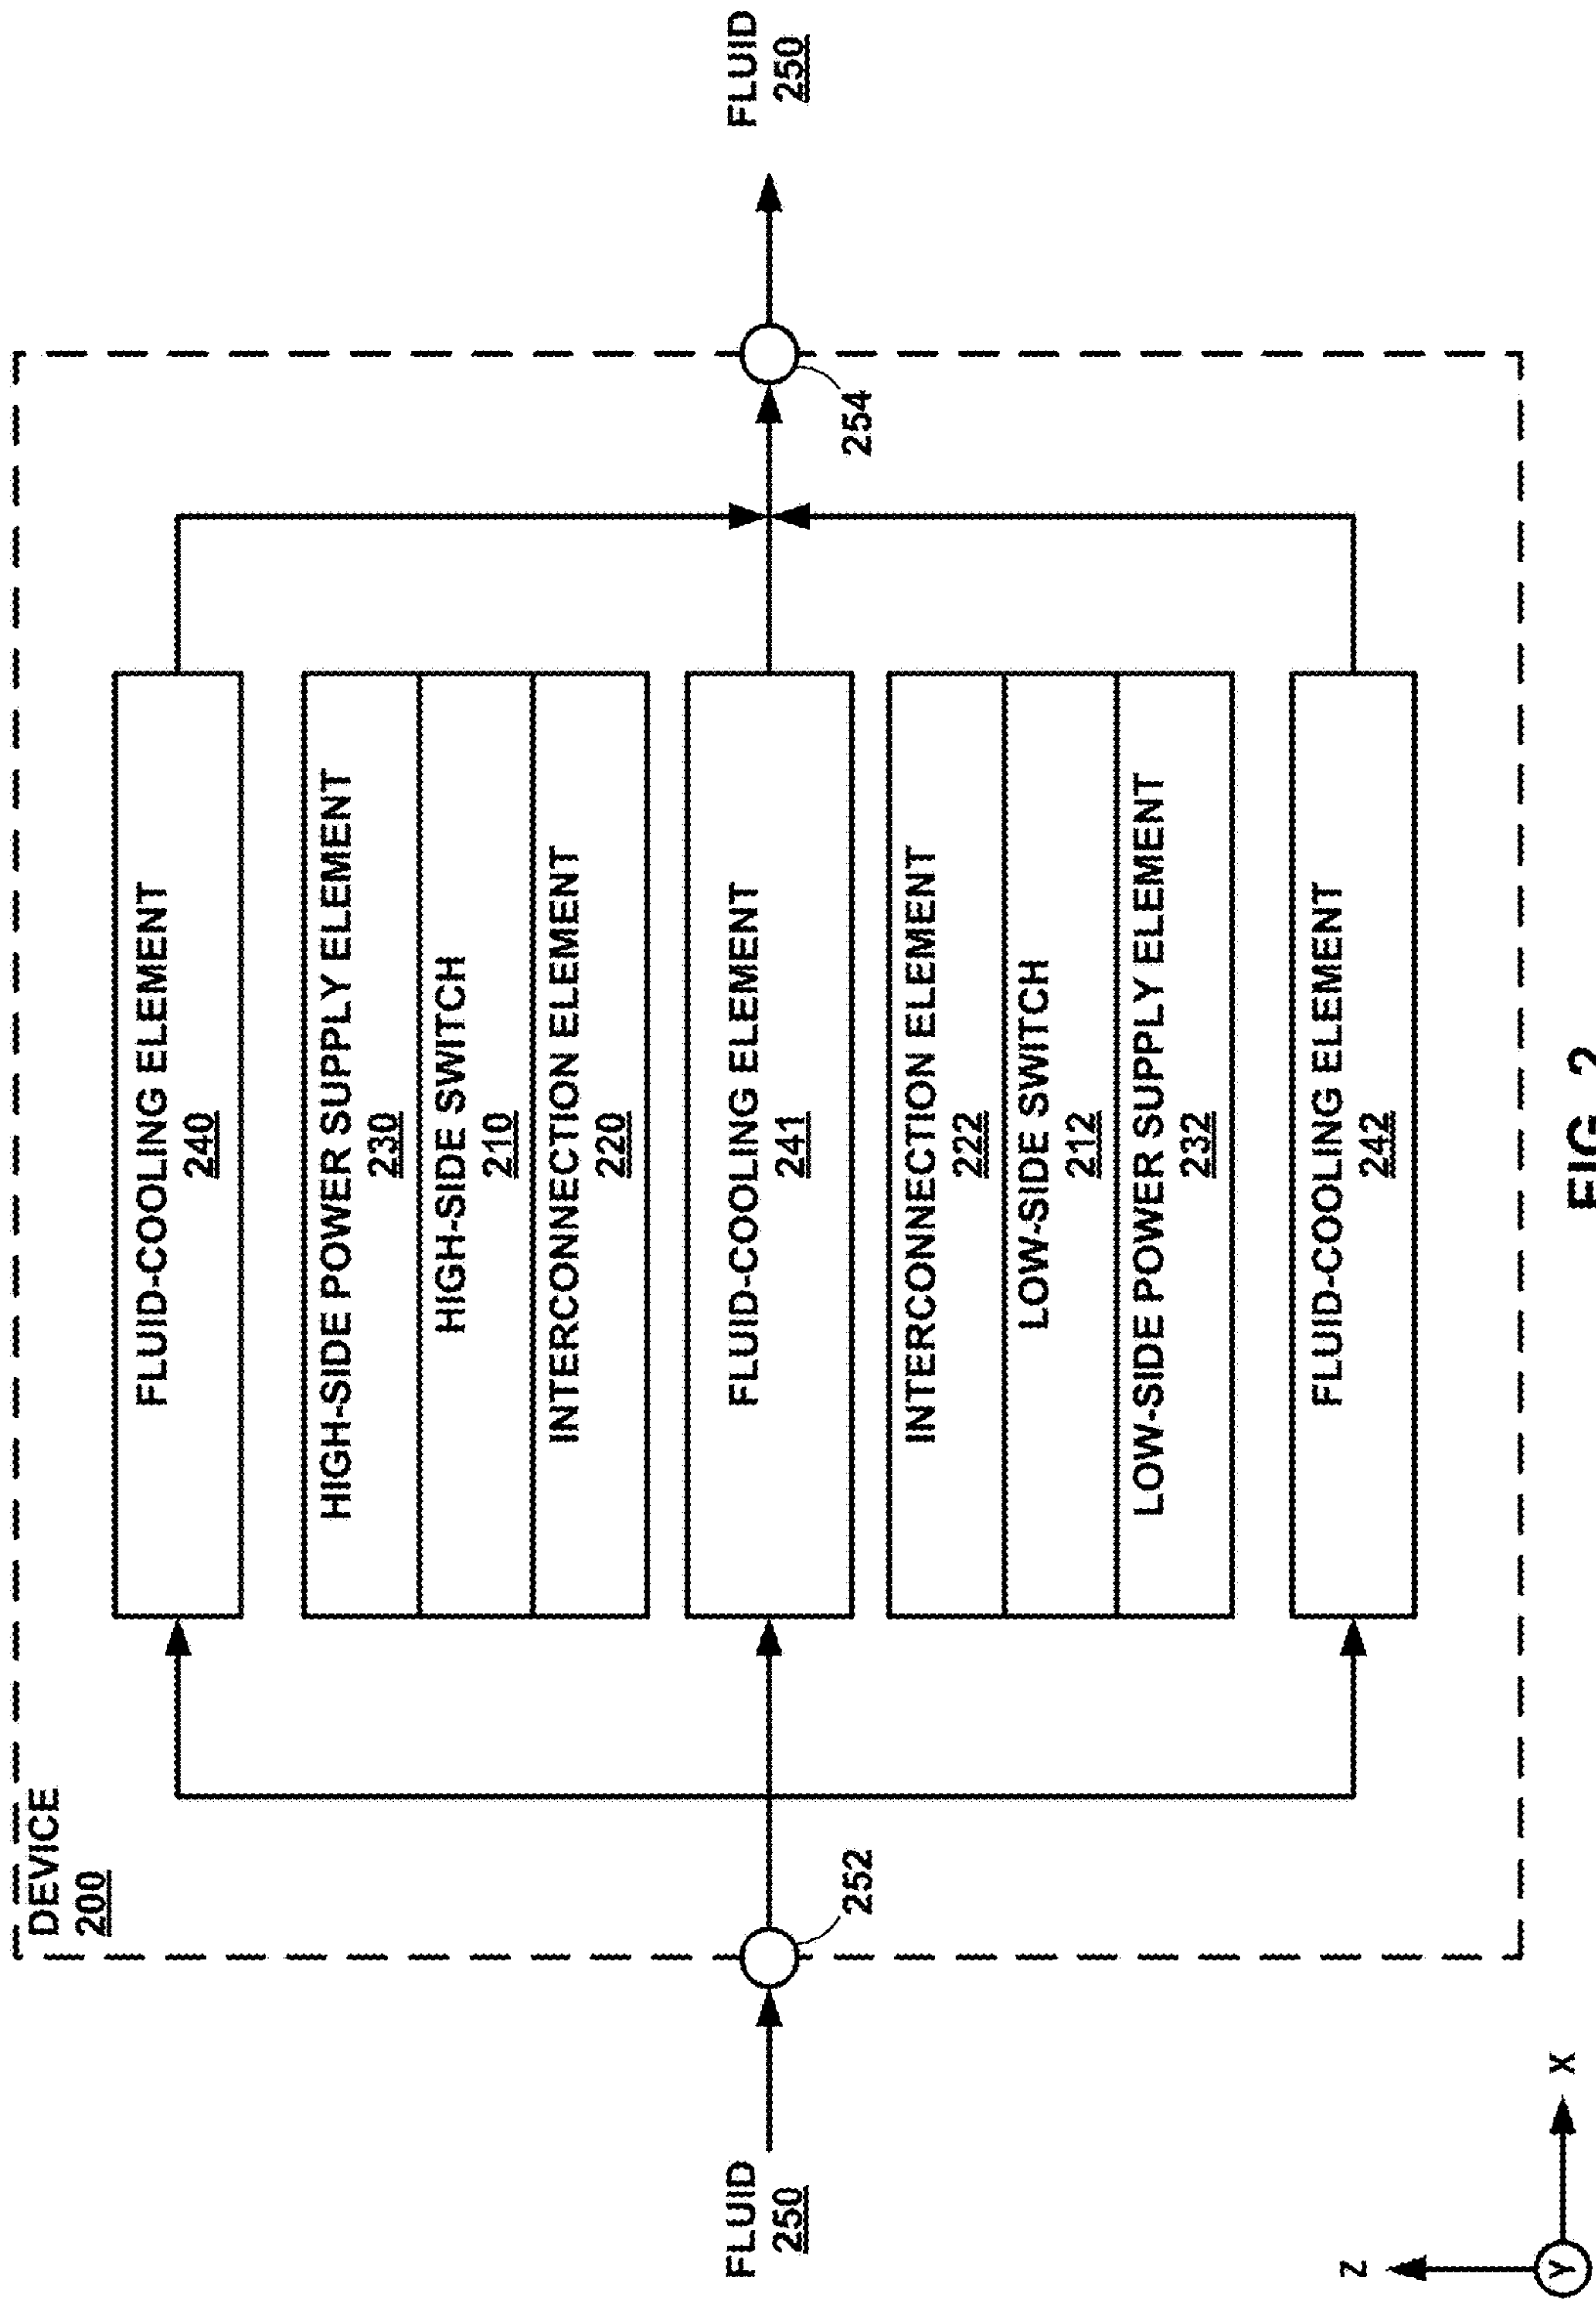 DEVICE
200
FLUID-COOLING ELEMENT
240
HIGH-SIDE POWER SUPPLY ELEMENT
230
HIGH-SIDE SWITCH
210
INTERCONNECTION ELEMENT
220
FLUID
250
252
FLUID-COOLING ELEMENT
241
254
FLUID
250
INTERCONNECTION ELEMENT
222
LOW-SIDE SWITCH
212
LOW-SIDE POWER SUPPLY ELEMENT
232
FLUID-COOLING ELEMENT
242
Z
Y
X
FIG. 2